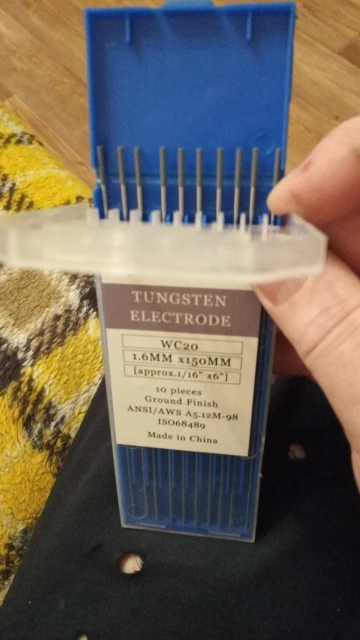 TUNGSTEN
ELECTRODE
WC20
1.6MM x150MM
[approx.1/16" x6"]
10 pieces
Ground Finish
ANSI/AWS A5.12M-98
ISO68489
Made in China